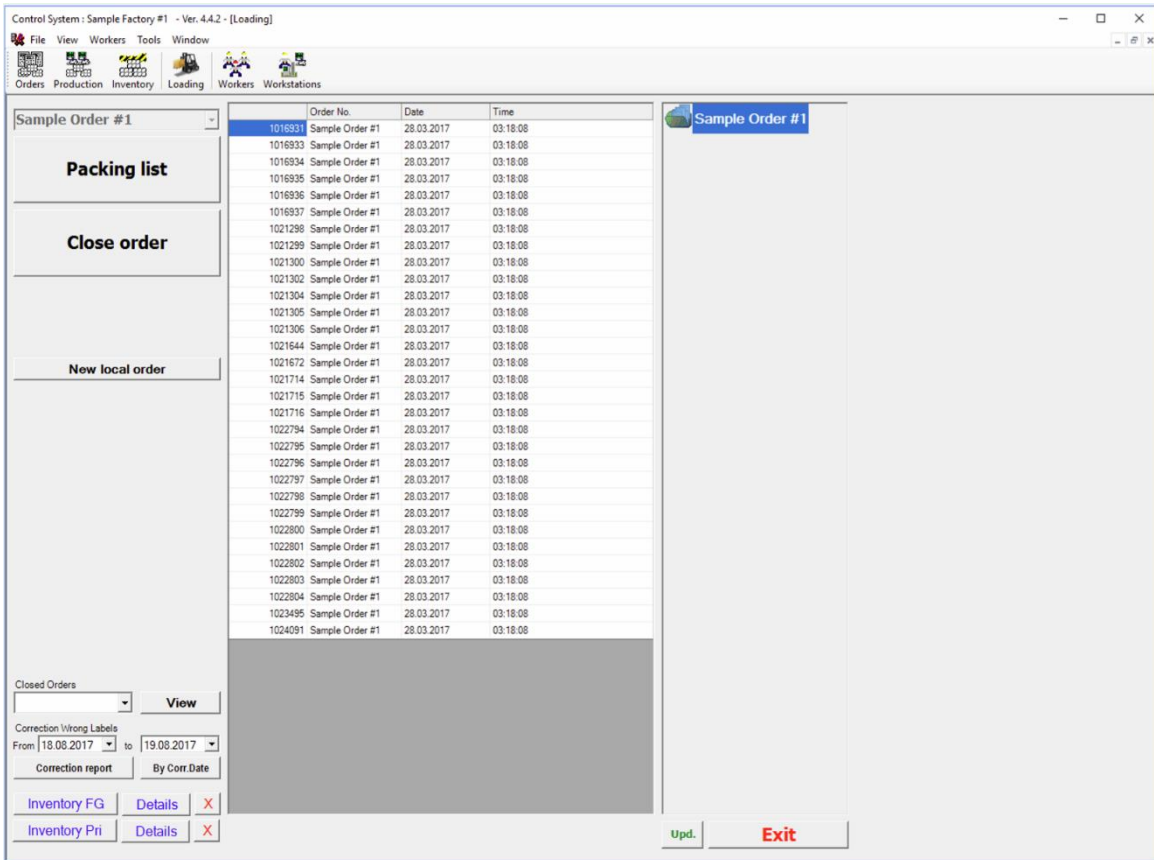 Control System : Sample Factory #1 - Ver. 4.4.2 - [Loading]
File View Workers Tools Window
Orders Production Inventory Loading Workers Workstations
Sample Order #1
Packing list
Close order
New local order
Closed Orders
View
Correction Wrong Labels
From 18.08.2017 to 19.08.2017
Correction report By Corr.Date
Inventory FG Details X
Inventory Pri Details X
Order No. Date Time
1016931 Sample Order #1 28.03.2017 03:18:08
1016933 Sample Order #1 28.03.2017 03:18:08
1016934 Sample Order #1 28.03.2017 03:18:08
1016935 Sample Order #1 28.03.2017 03:18:08
1016936 Sample Order #1 28.03.2017 03:18:08
1016937 Sample Order #1 28.03.2017 03:18:08
1021298 Sample Order #1 28.03.2017 03:18:08
1021299 Sample Order #1 28.03.2017 03:18:08
1021300 Sample Order #1 28.03.2017 03:18:08
1021302 Sample Order #1 28.03.2017 03:18:08
1021304 Sample Order #1 28.03.2017 03:18:08
1021305 Sample Order #1 28.03.2017 03:18:08
1021306 Sample Order #1 28.03.2017 03:18:08
1021644 Sample Order #1 28.03.2017 03:18:08
1021672 Sample Order #1 28.03.2017 03:18:08
1021714 Sample Order #1 28.03.2017 03:18:08
1021715 Sample Order #1 28.03.2017 03:18:08
1021716 Sample Order #1 28.03.2017 03:18:08
1022794 Sample Order #1 28.03.2017 03:18:08
1022795 Sample Order #1 28.03.2017 03:18:08
1022796 Sample Order #1 28.03.2017 03:18:08
1022797 Sample Order #1 28.03.2017 03:18:08
1022798 Sample Order #1 28.03.2017 03:18:08
1022799 Sample Order #1 28.03.2017 03:18:08
1022800 Sample Order #1 28.03.2017 03:18:08
1022801 Sample Order #1 28.03.2017 03:18:08
1022802 Sample Order #1 28.03.2017 03:18:08
1022803 Sample Order #1 28.03.2017 03:18:08
1022804 Sample Order #1 28.03.2017 03:18:08
1023495 Sample Order #1 28.03.2017 03:18:08
1024091 Sample Order #1 28.03.2017 03:18:08
Sample Order #1
Upd. Exit